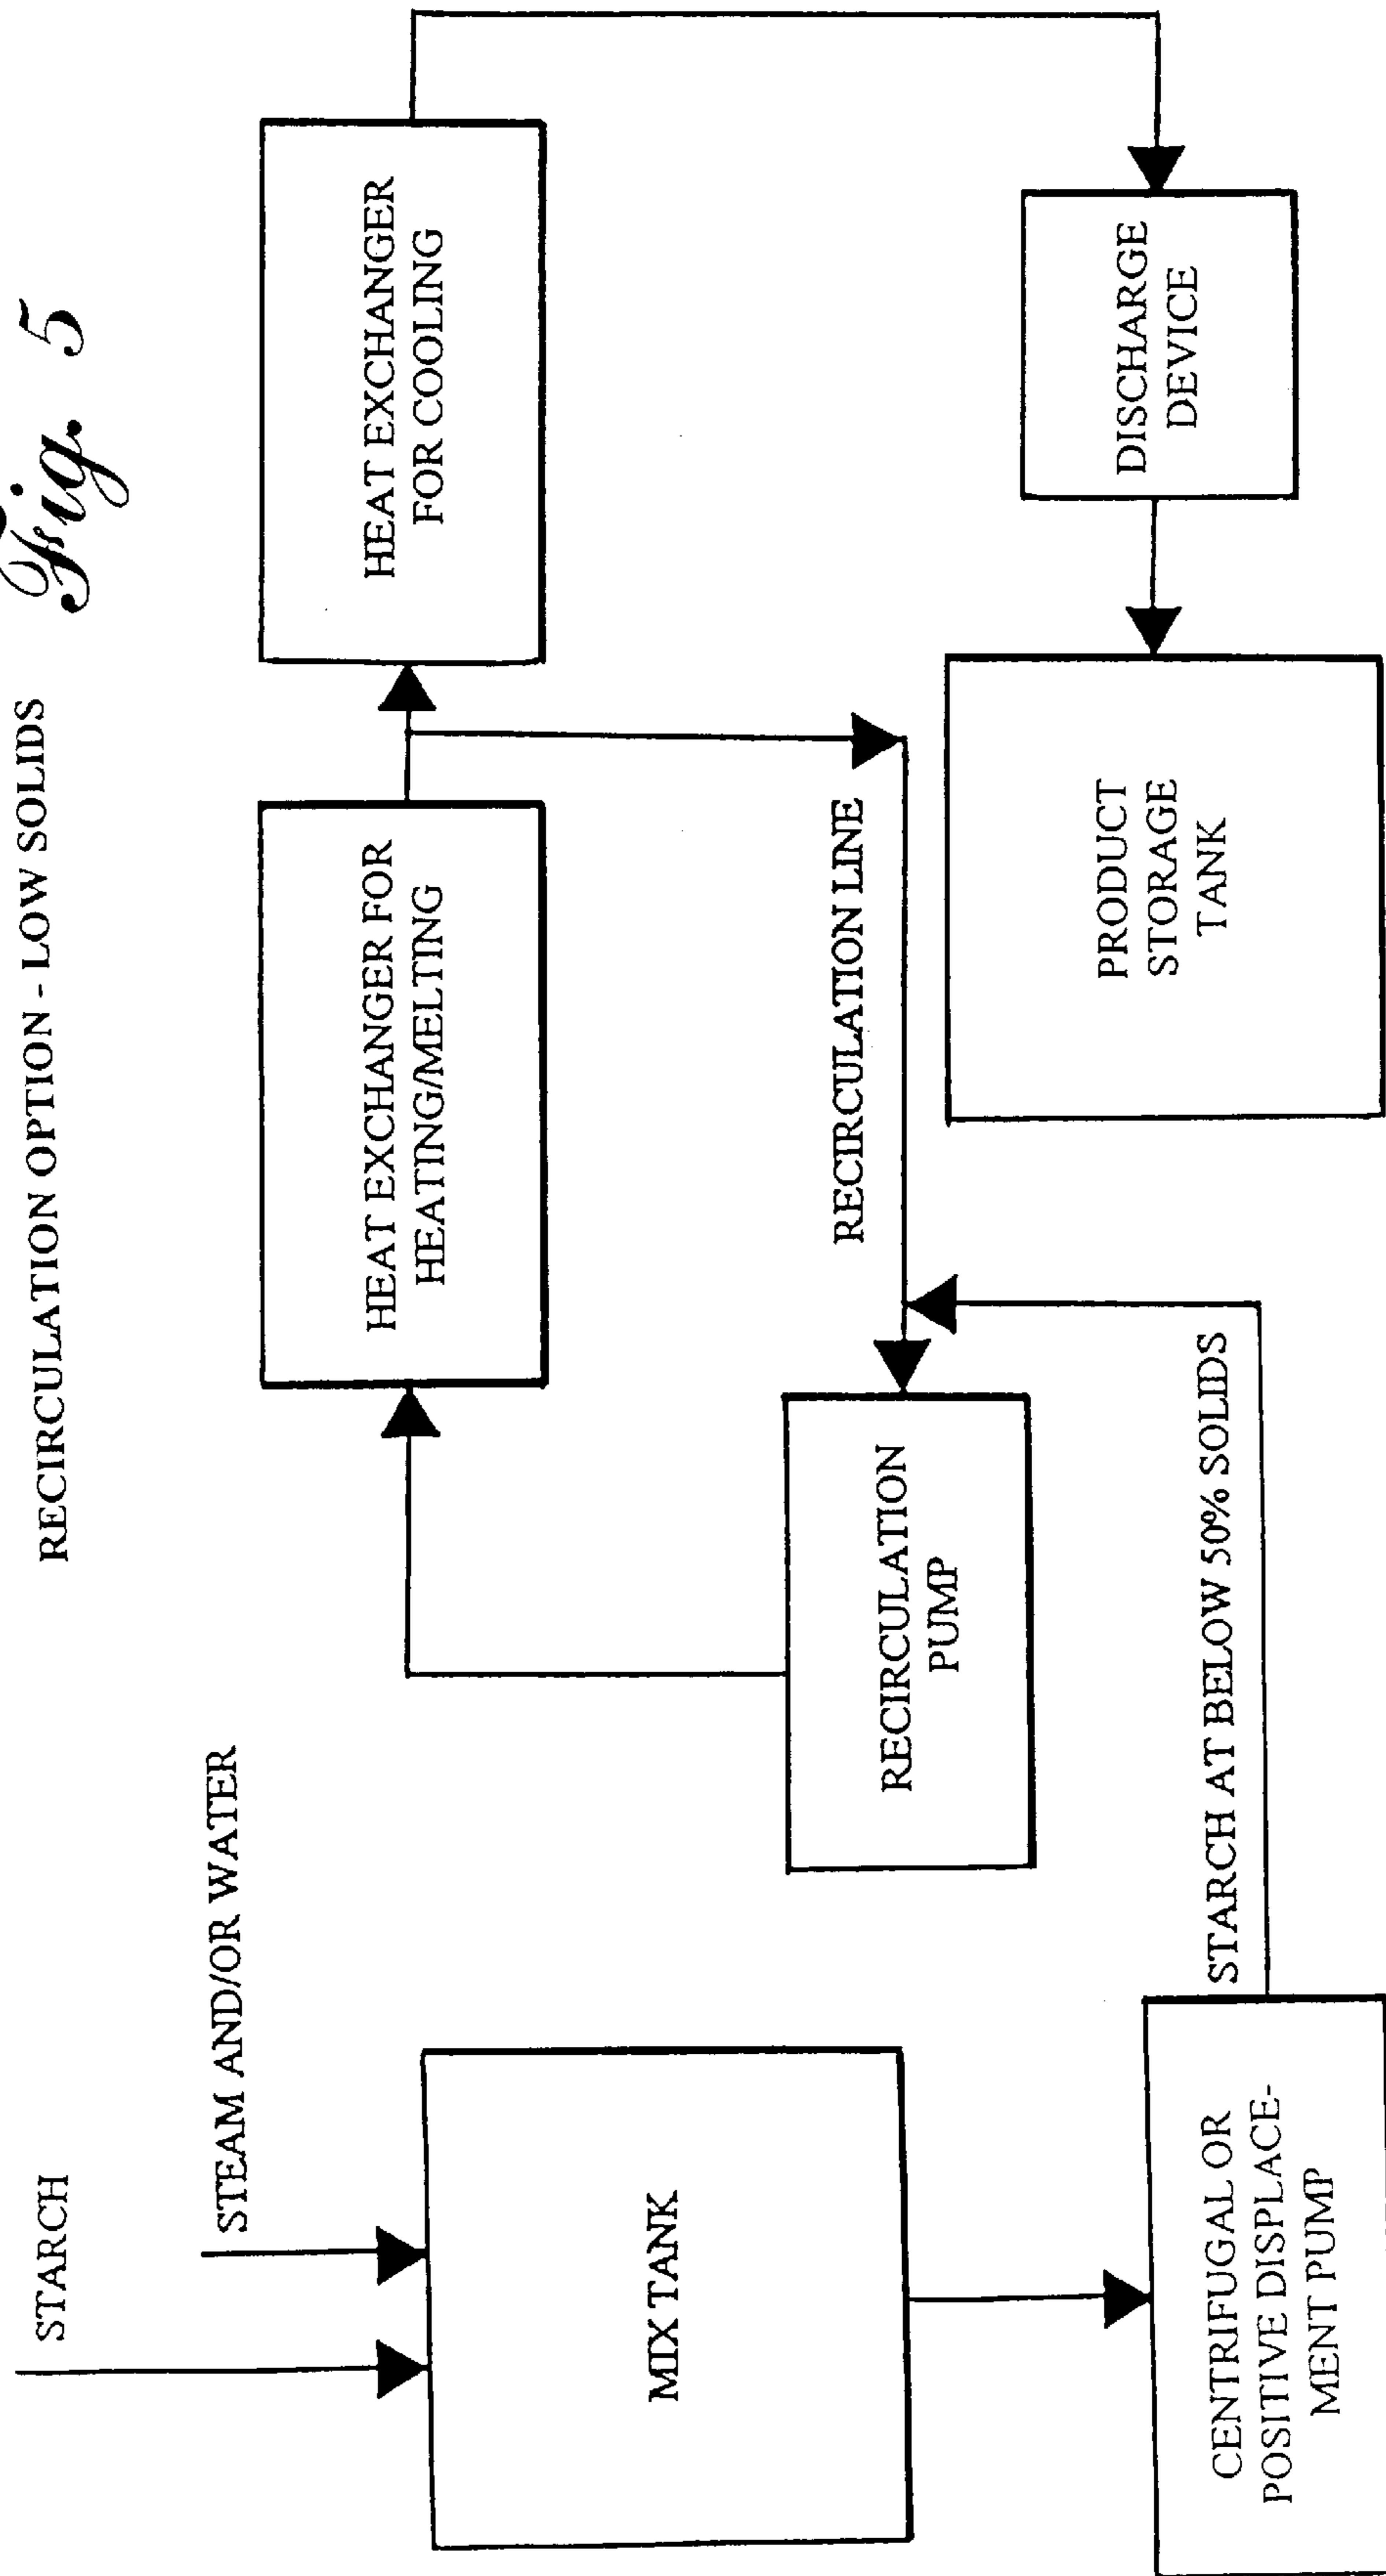 Fig. 5
RECIRCULATION OPTION - LOW SOLIDS
STARCH
STEAM AND/OR WATER
MIX TANK
CENTRIFUGAL OR
POSITIVE DISPLACE-
MENT PUMP
STARCH AT BELOW 50% SOLIDS
RECIRCULATION
PUMP
RECIRCULATION LINE
HEAT EXCHANGER FOR
HEATING/MELTING
HEAT EXCHANGER
FOR COOLING
DISCHARGE
DEVICE
PRODUCT
STORAGE
TANK